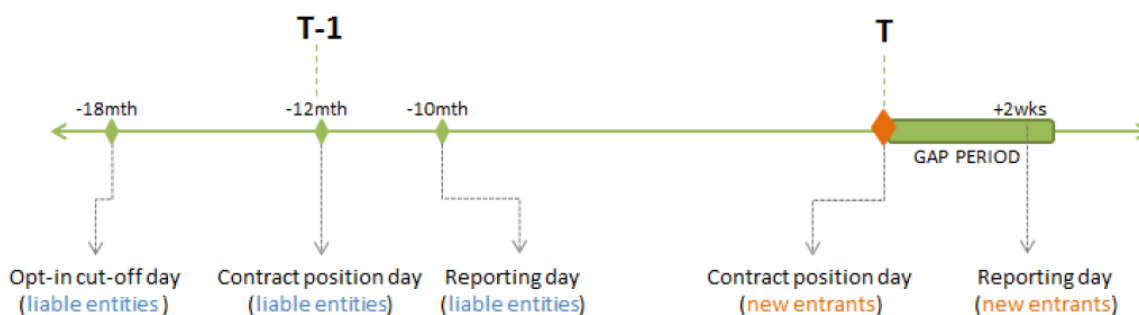 T-1
T
-18mth
-12mth
-10mth
+2wks
GAP PERIOD
Opt-in cut-off day
(liable entities)
Contract position day
(liable entities)
Reporting day
(liable entities)
Contract position day
(new entrants)
Reporting day
(new entrants)